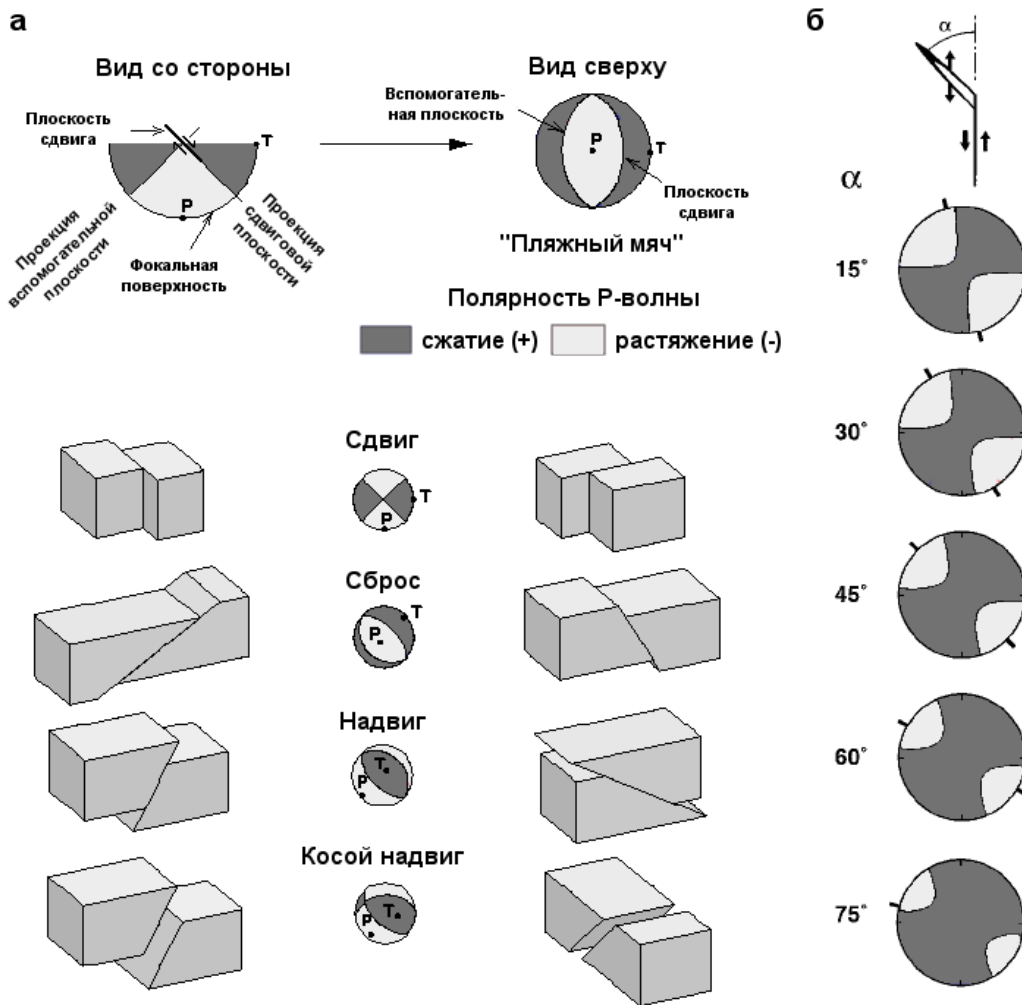 а
Вид со стороны
Плоскость
сдвига
Т
Р
Проекция
вспомогательной
плоскости
Фокальная
поверхность
Проекция
сдвиговой
плоскости
Вид сверху
Вспомогатель-
ная плоскость
Р
Т
Плоскость
сдвига
"Пляжный мяч"
Полярность Р-волны
сжатие (+)
растяжение (-)
Сдвиг
Т
Р
Сброс
Т
Р
Надвиг
Т
Р
Косой надвиг
Т
Р
б
α
α
15°
30°
45°
60°
75°